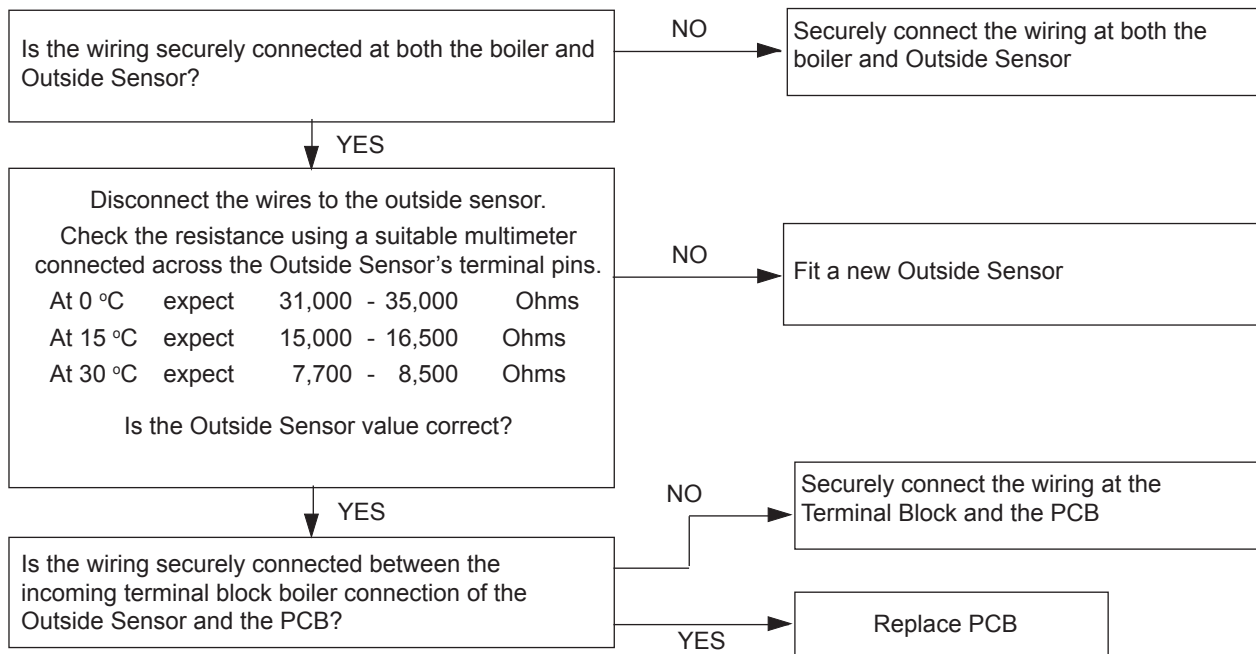 Is the wiring securely connected at both the boiler and
Outside Sensor?
NO
Securely connect the wiring at both the
boiler and Outside Sensor
YES
Disconnect the wires to the outside sensor.
Check the resistance using a suitable multimeter
connected across the Outside Sensor’s terminal pins.
At 0 ºC expect 31,000 - 35,000 Ohms
At 15 ºC expect 15,000 - 16,500 Ohms
At 30 ºC expect 7,700 - 8,500 Ohms
Is the Outside Sensor value correct?
NO
Fit a new Outside Sensor
YES
Is the wiring securely connected between the
incoming terminal block boiler connection of the
Outside Sensor and the PCB?
NO
Securely connect the wiring at the
Terminal Block and the PCB
YES
Replace PCB